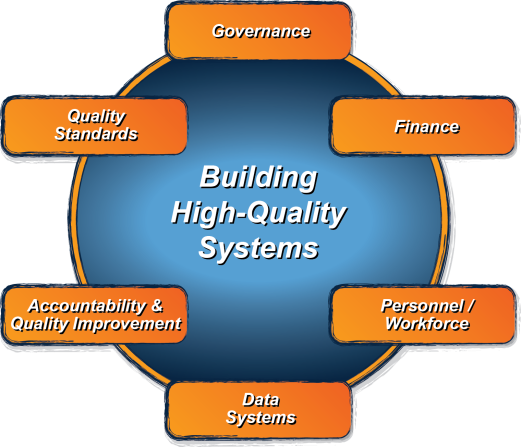 Governance
Quality
Standards
Finance
Building
High-Quality
Systems
Accountability &
Quality Improvement
Personnel /
Workforce
Data
Systems